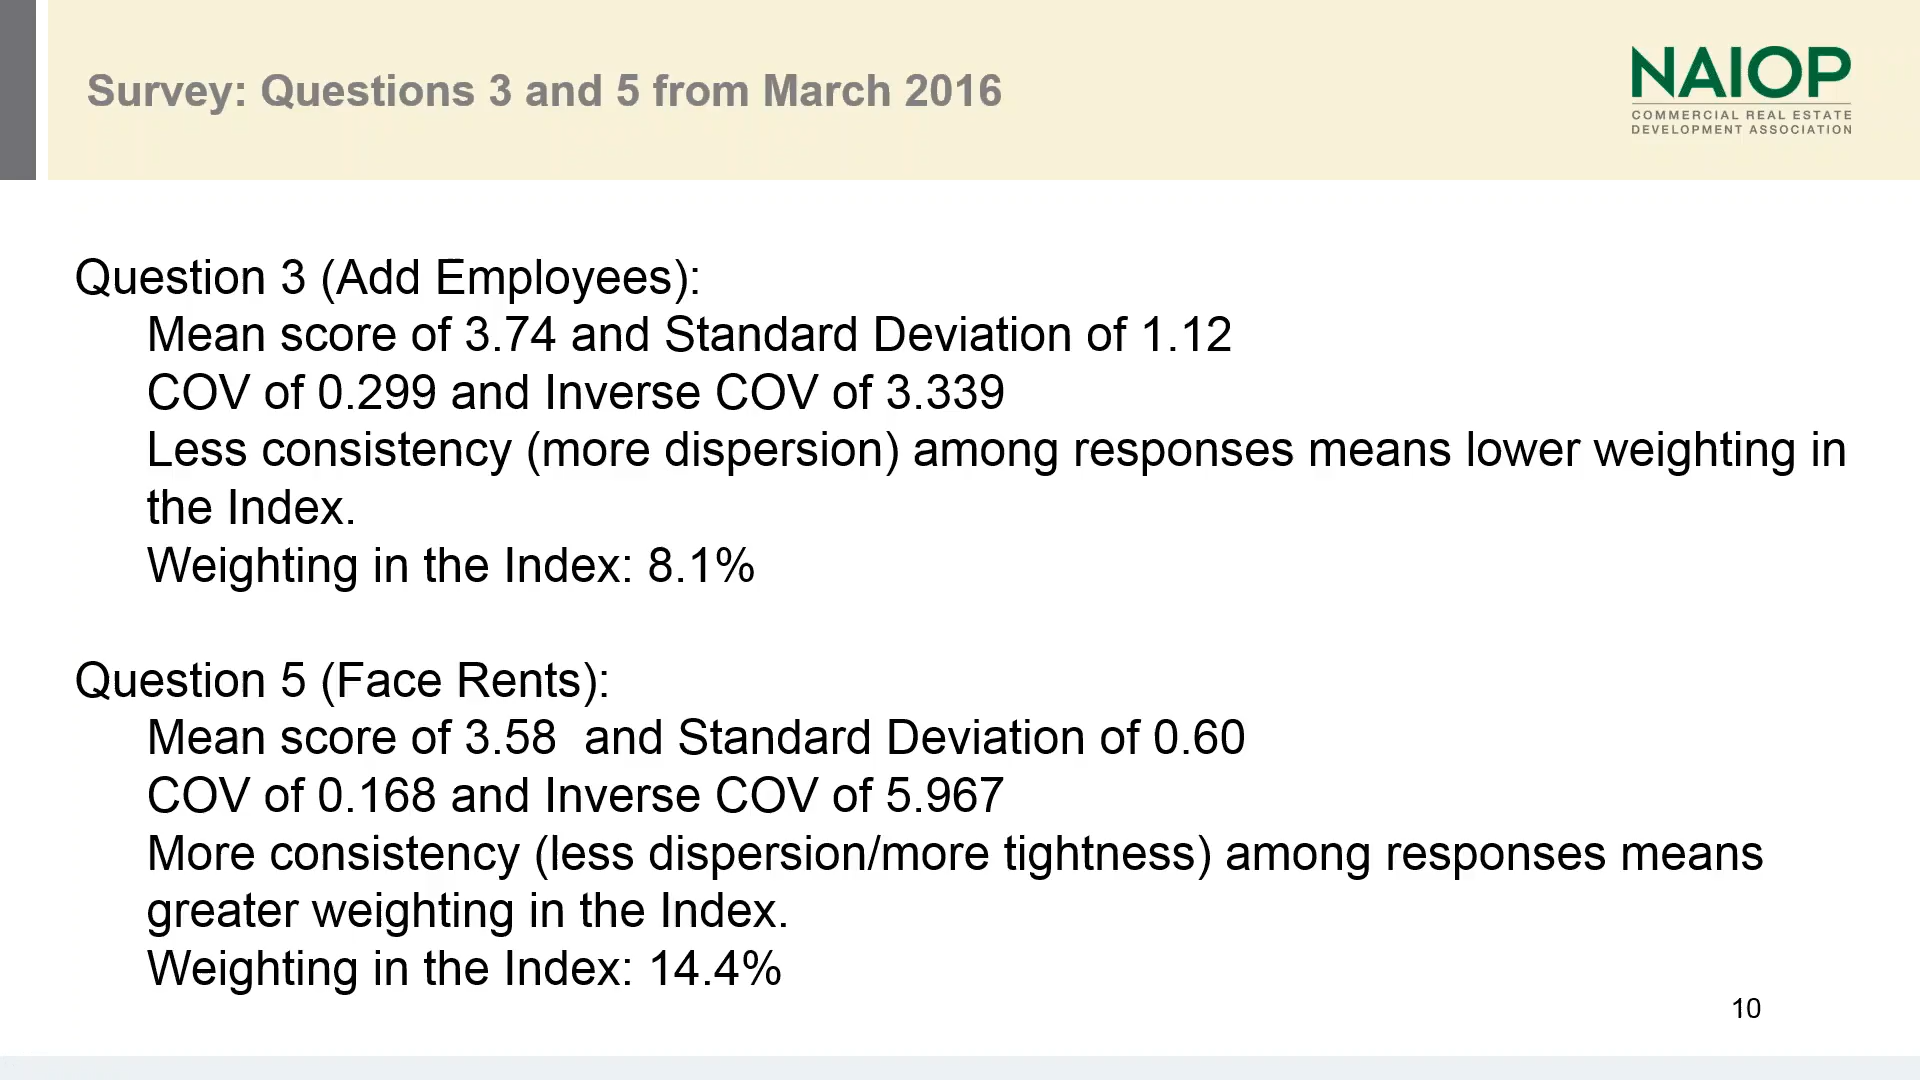 Survey: Questions 3 and 5 from March 2016
NAIOP
COMMERCIAL REAL ESTATE
DEVELOPMENT ASSOCIATION
Question 3 (Add Employees):
Mean score of 3.74 and Standard Deviation of 1.12
COV of 0.299 and Inverse COV of 3.339
Less consistency (more dispersion) among responses means lower weighting in
the Index.
Weighting in the Index: 8.1%
Question 5 (Face Rents):
Mean score of 3.58  and Standard Deviation of 0.60
COV of 0.168 and Inverse COV of 5.967
More consistency (less dispersion/more tightness) among responses means
greater weighting in the Index.
Weighting in the Index: 14.4%
10